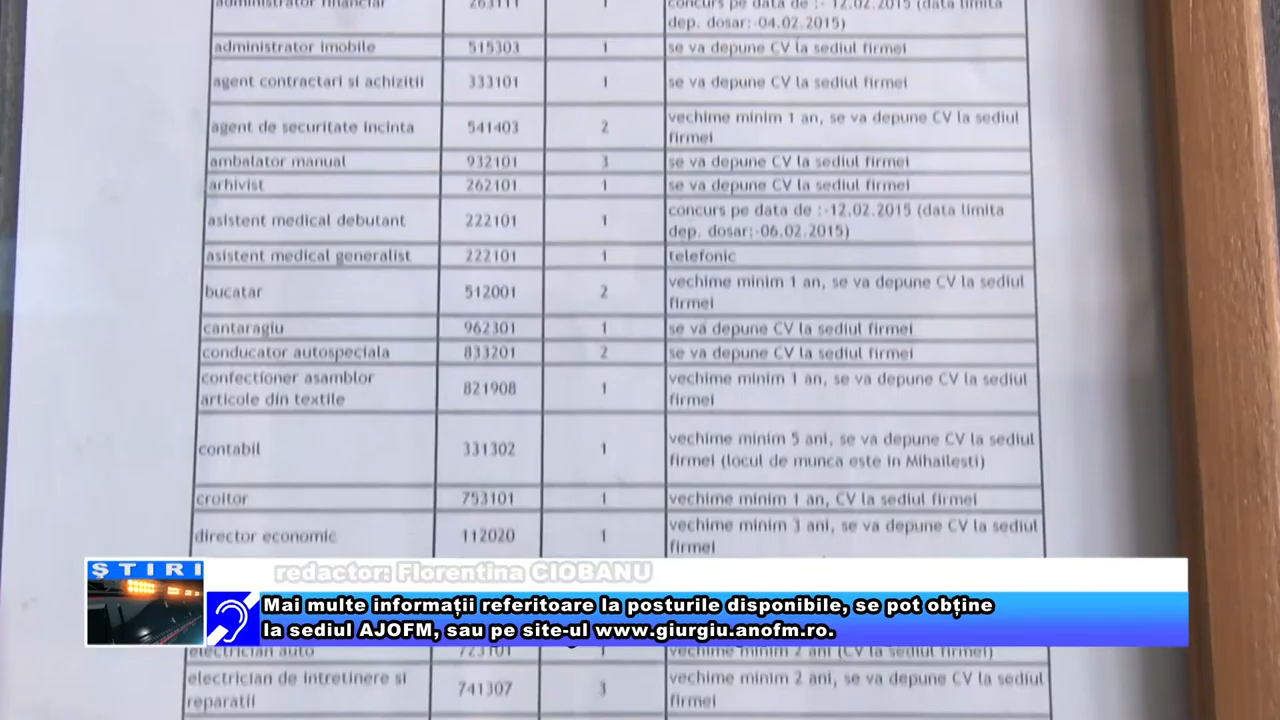 administrator financiar 263111 1 concurs pe data de :- 12.02.2015 (data limita
dep. dosar:-04.02.2015)
administrator imobile 515303 1 se va depune CV la sediul firmei
agent contractari si achizitii 333101 1 se va depune CV la sediul firmei
agent de securitate incinta 541403 2 vechime minim 1 an, se va depune CV la sediul
firmei
ambalator manual 932101 3 se va depune CV la sediul firmei
arhivist 262101 1 se va depune CV la sediul firmei
asistent medical debutant 222101 1 concurs pe data de :-12.02.2015 (data limita
dep. dosar:-06.02.2015)
asistent medical generalist 222101 1 telefonic
bucatar 512001 2 vechime minim 1 an, se va depune CV la sediul
firmei
cantaragiu 962301 1 se va depune CV la sediul firmei
conducator autospeciala 833201 2 se va depune CV la sediul firmei
confectioner asamblor
articole din textile 821908 1 vechime minim 1 an, se va depune CV la sediul
firmei
contabil 331302 1 vechime minim 5 ani, se va depune CV la sediul
firmei (locul de munca este in Mihailesti)
croitor 753101 1 vechime minim 1 an, CV la sediul firmei
director economic 112020 1 vechime minim 3 ani, se va depune CV la sediul
firmei
ȘTIRI
redactor: Florentina CIOBANU
Mai multe informații referitoare la posturile disponibile, se pot obține
la sediul AJOFM, sau pe site-ul www.giurgiu.anofm.ro.
electrician auto 723101 1 vechime minim 2 ani (CV la sediul firmei)
electrician de intretinere si
reparatii 741307 3 vechime minim 2 ani, se va depune CV la sediul
firmei